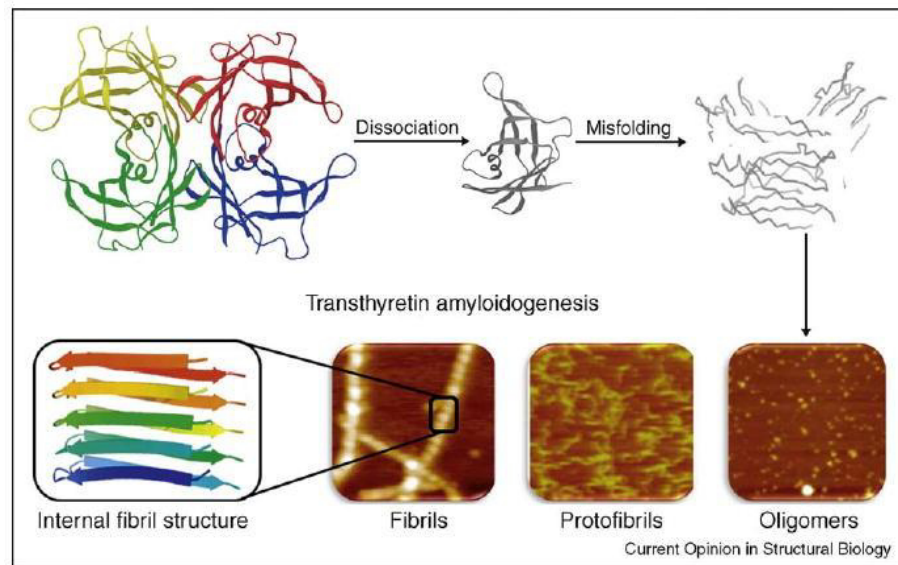 Dissociation
Misfolding
Transthyretin amyloidogenesis
Internal fibril structure
Fibrils
Protofibrils
Oligomers
Current Opinion in Structural Biology